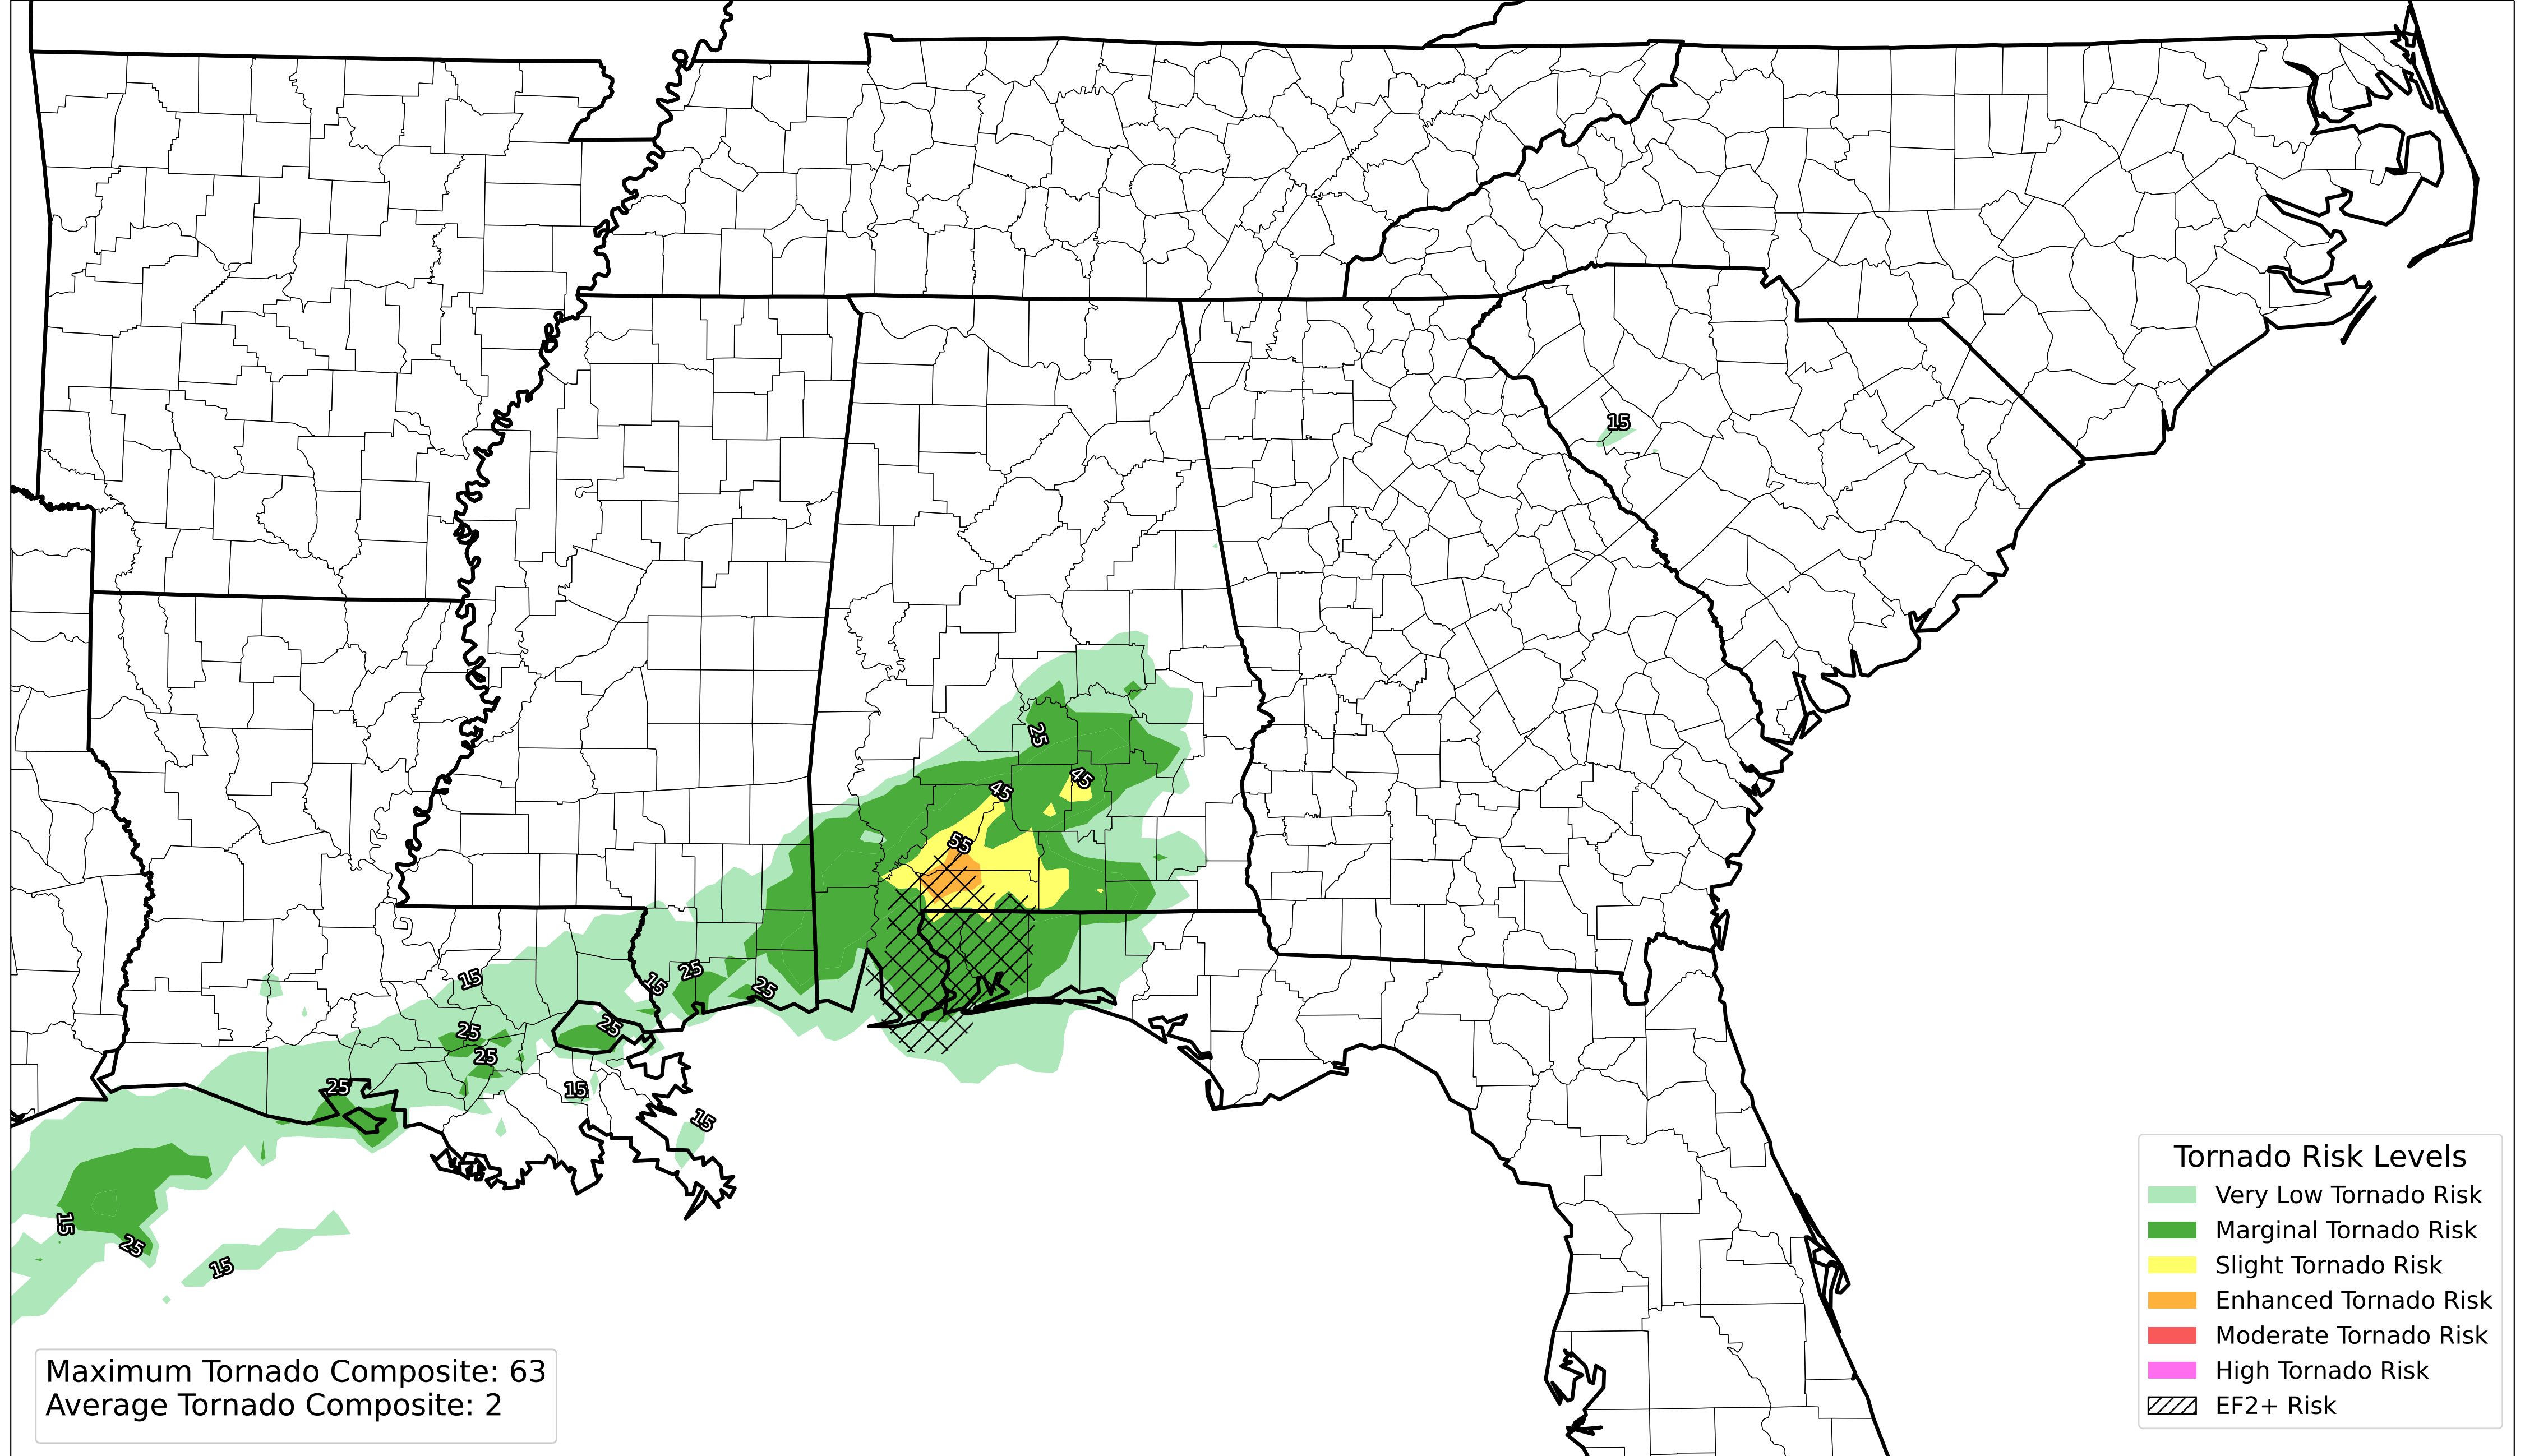 15
25
45
45
55
15
15
25
25
25
25
25
25
15
15
15
25
15
Tornado Risk Levels
Very Low Tornado Risk
Marginal Tornado Risk
Slight Tornado Risk
Enhanced Tornado Risk
Moderate Tornado Risk
High Tornado Risk
EF2+ Risk
Maximum Tornado Composite: 63
Average Tornado Composite: 2